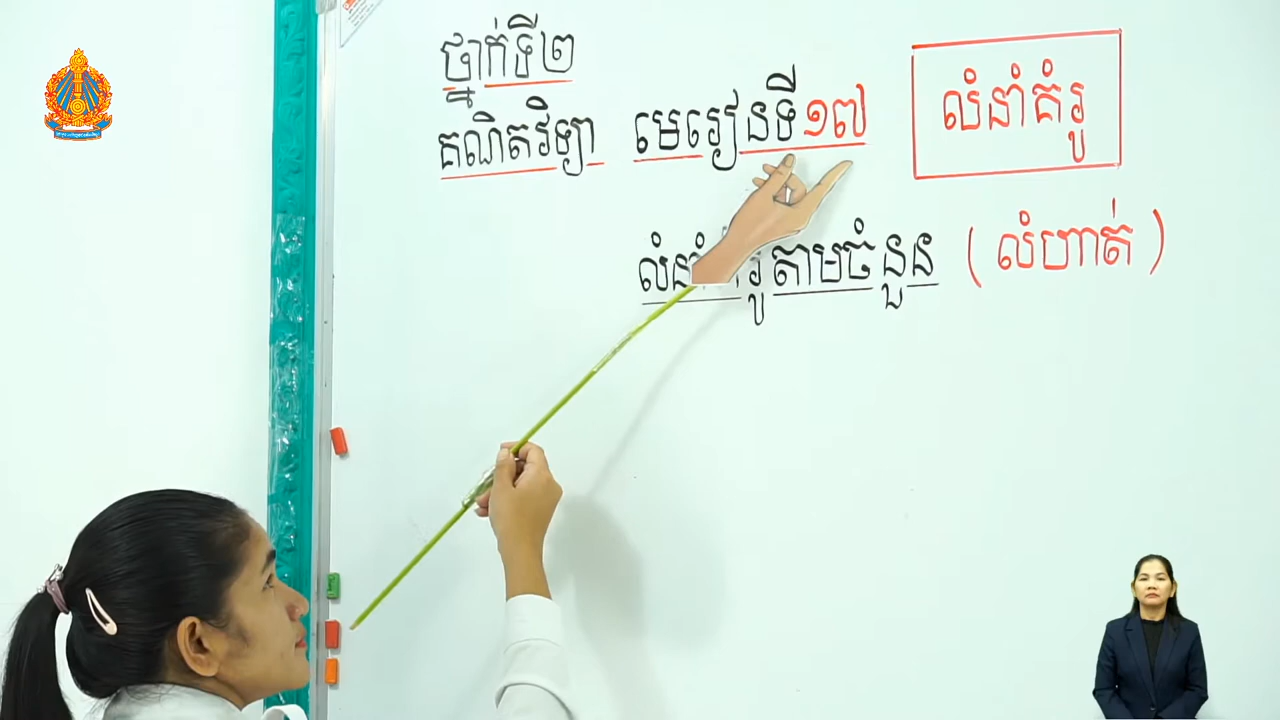 ថ្នាក់ទី២
គណិតវិទ្យា មេរៀនទី១៧ លំនាំគំរូ
តាមចំនួន (លំហាត់)